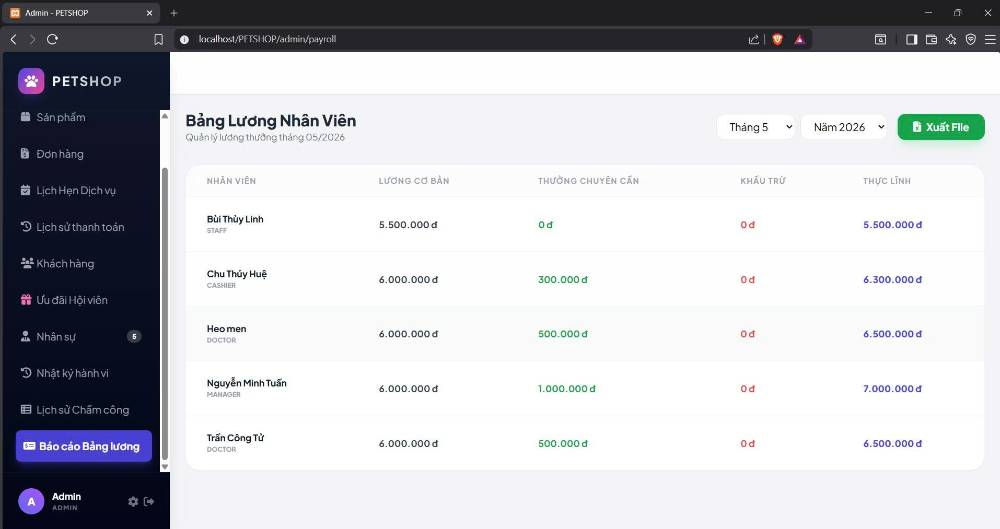 Admin - PETSHOP
localhost/PETSHOP/admin/payroll
PETSHOP
Sản phẩm
Đơn hàng
Lịch Hẹn Dịch vụ
Lịch sử thanh toán
Khách hàng
Ưu đãi Hội viên
Nhân sự 5
Nhật ký hành vi
Lịch sử Chấm công
Báo cáo Bảng lương
A
Admin
ADMIN
Bảng Lương Nhân Viên
Quản lý lương thưởng tháng 05/2026
Tháng 5 Năm 2026 Xuất File
NHÂN VIÊN LƯƠNG CƠ BẢN THƯỞNG CHUYÊN CẦN KHẤU TRỪ THỰC LĨNH
Bùi Thùy Linh
STAFF
5.500.000 đ 0 đ 0 đ 5.500.000 đ
Chu Thúy Huệ
CASHIER
6.000.000 đ 300.000 đ 0 đ 6.300.000 đ
Heo men
DOCTOR
6.000.000 đ 500.000 đ 0 đ 6.500.000 đ
Nguyễn Minh Tuấn
MANAGER
6.000.000 đ 1.000.000 đ 0 đ 7.000.000 đ
Trần Công Tử
DOCTOR
6.000.000 đ 500.000 đ 0 đ 6.500.000 đ